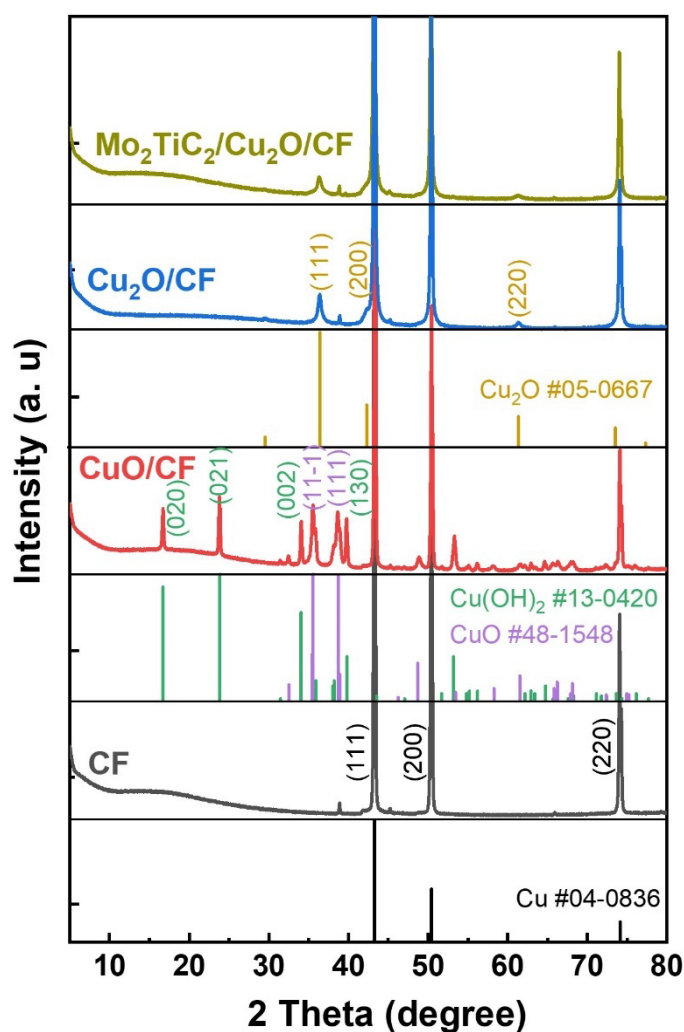 Intensity (a. u)
Mo₂TiC₂/Cu₂O/CF
Cu₂O/CF
(111)
(200)
(220)
Cu₂O #05-0667
CuO/CF
(020)
(021)
(002)
(11-1)
(111)
(130)
Cu(OH)₂ #13-0420
CuO #48-1548
CF
(111)
(200)
(220)
Cu #04-0836
10 20 30 40 50 60 70 80
2 Theta (degree)